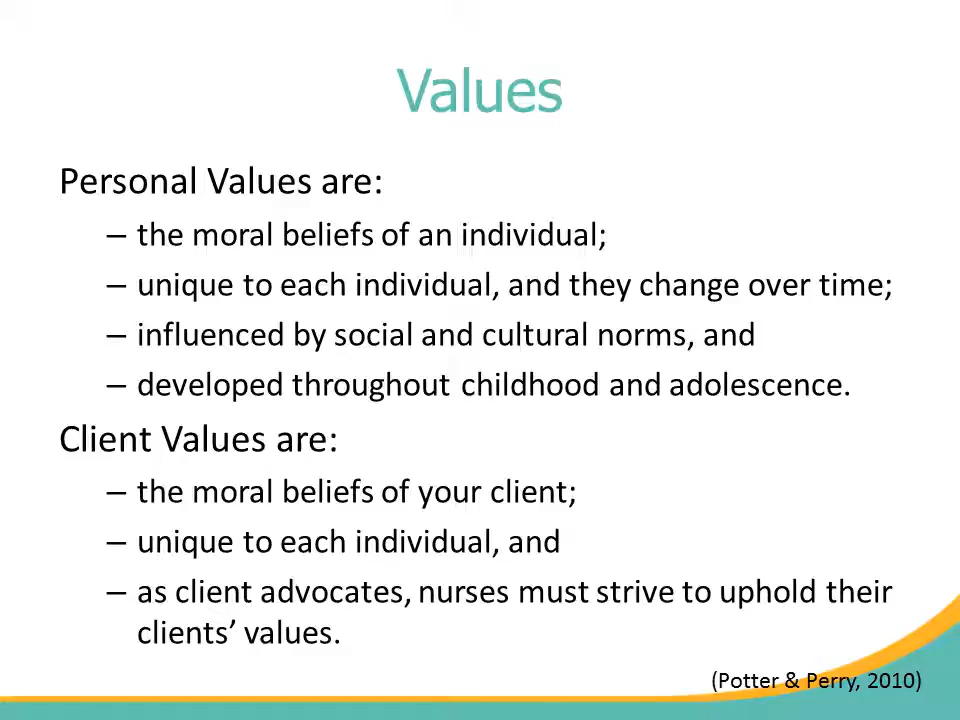 Values
Personal Values are:
– the moral beliefs of an individual;
– unique to each individual, and they change over time;
– influenced by social and cultural norms, and
– developed throughout childhood and adolescence.
Client Values are:
– the moral beliefs of your client;
– unique to each individual, and
– as client advocates, nurses must strive to uphold their
clients’ values.
(Potter & Perry, 2010)